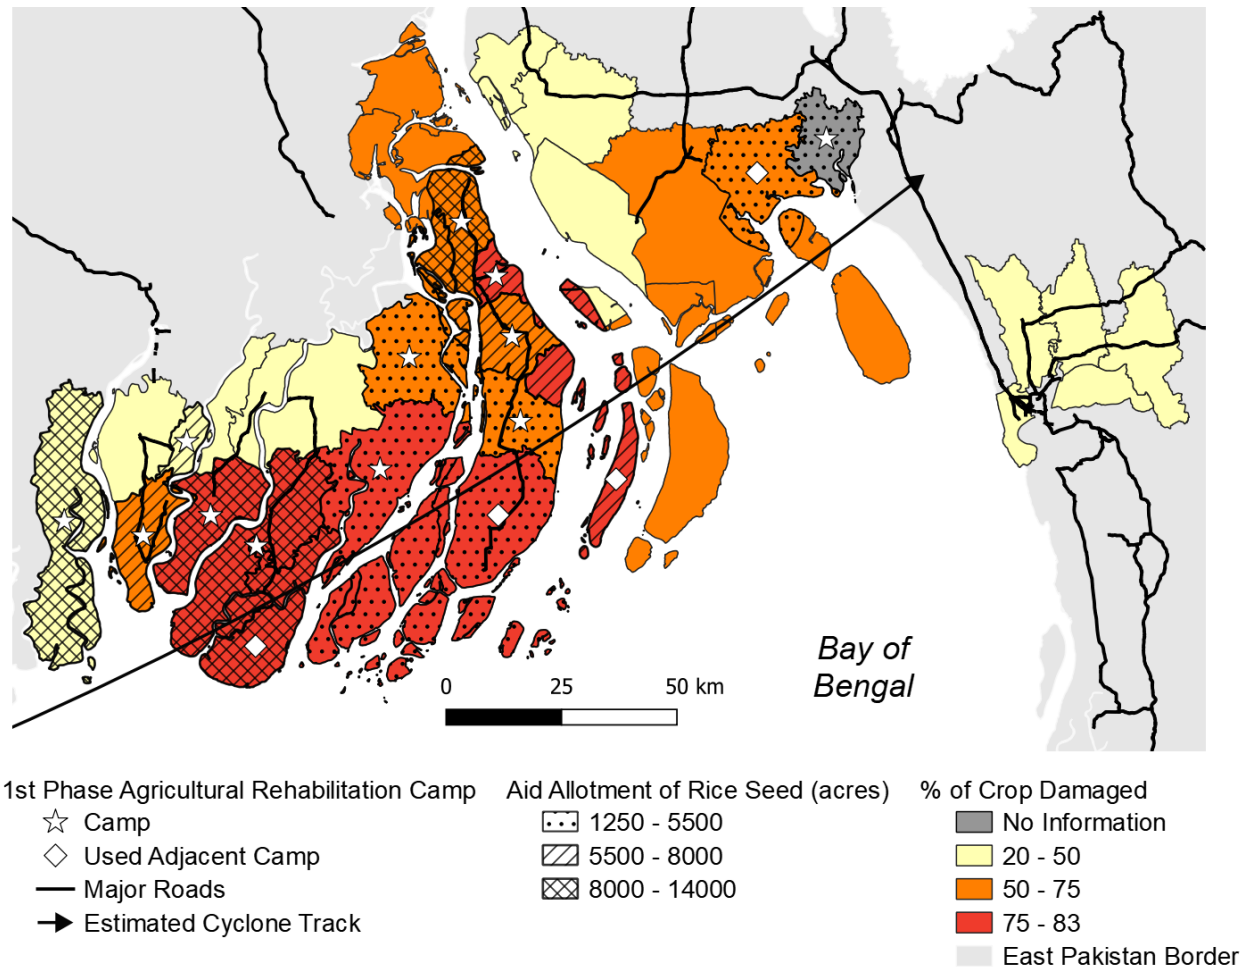 Bay of
Bengal
0 25 50 km
1st Phase Agricultural Rehabilitation Camp
Camp
Used Adjacent Camp
Major Roads
Estimated Cyclone Track
Aid Allotment of Rice Seed (acres)
1250 - 5500
5500 - 8000
8000 - 14000
% of Crop Damaged
No Information
20 - 50
50 - 75
75 - 83
East Pakistan Border